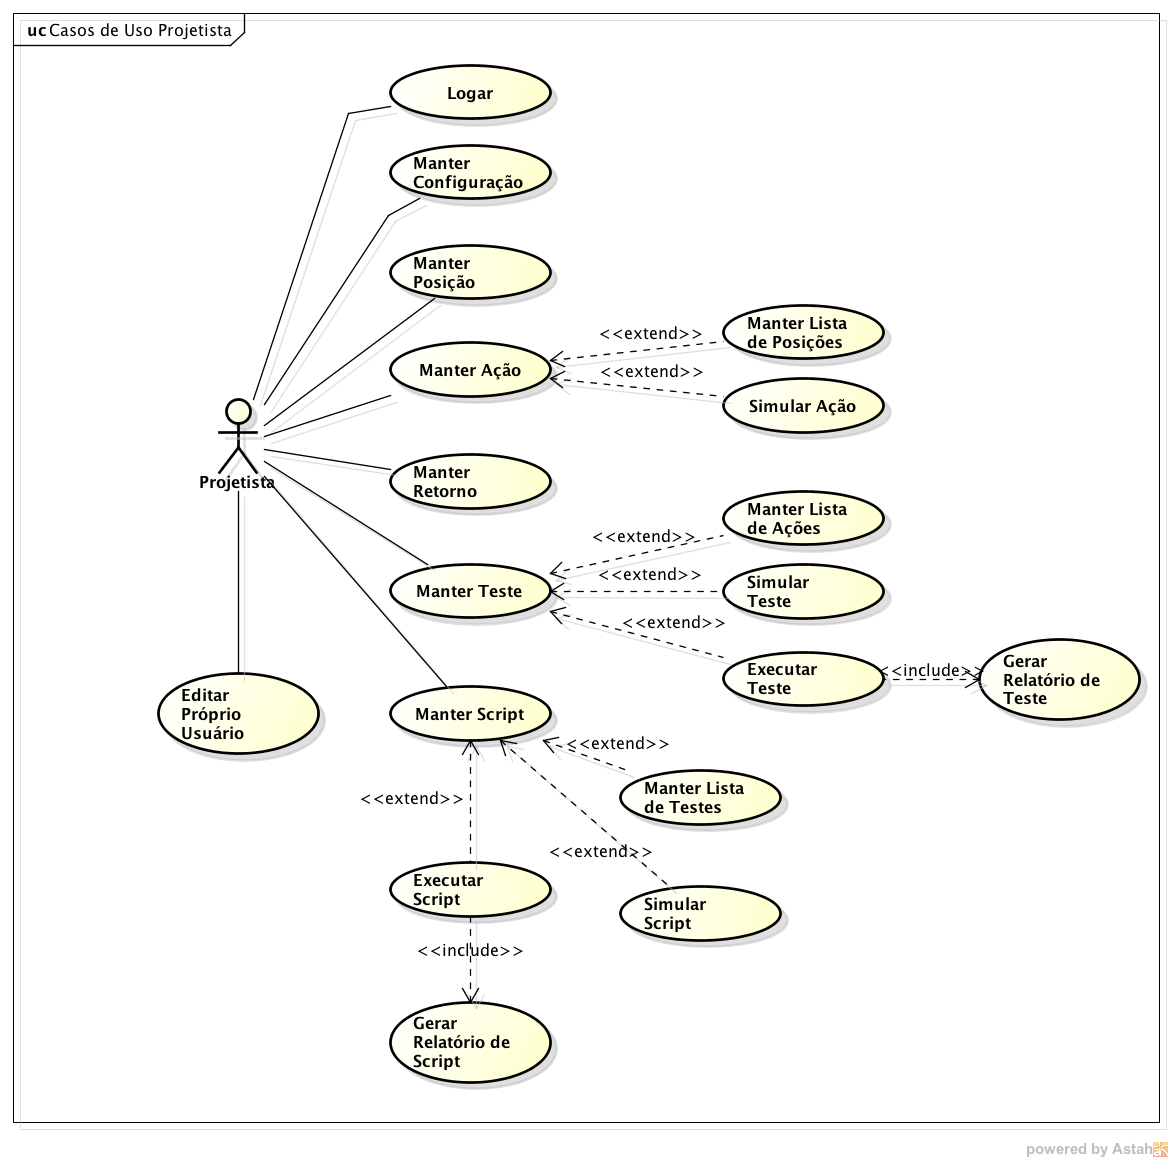 uc Casos de Uso Projetista
Logar
Manter
Configuração
Manter
Posição
<<extend>>
Manter Lista
de Posições
Manter Ação
<<extend>>
Simular Ação
Projetista
Manter
Retorno
Manter Lista
de Ações
<<extend>>
<<extend>>
Manter Teste
Simular
Teste
<<extend>>
Executar
Teste
<<include>>
Gerar
Relatório de
Teste
Editar
Próprio
Usuário
Manter Script
<<extend>>
Manter Lista
de Testes
<<extend>>
<<extend>>
Executar
Script
Simular
Script
<<include>>
Gerar
Relatório de
Script
powered by Astah